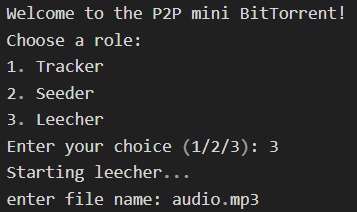 Welcome to the P2P mini BitTorrent!
Choose a role:
1. Tracker
2. Seeder
3. Leecher
Enter your choice (1/2/3): 3
Starting leecher...
enter file name: audio.mp3